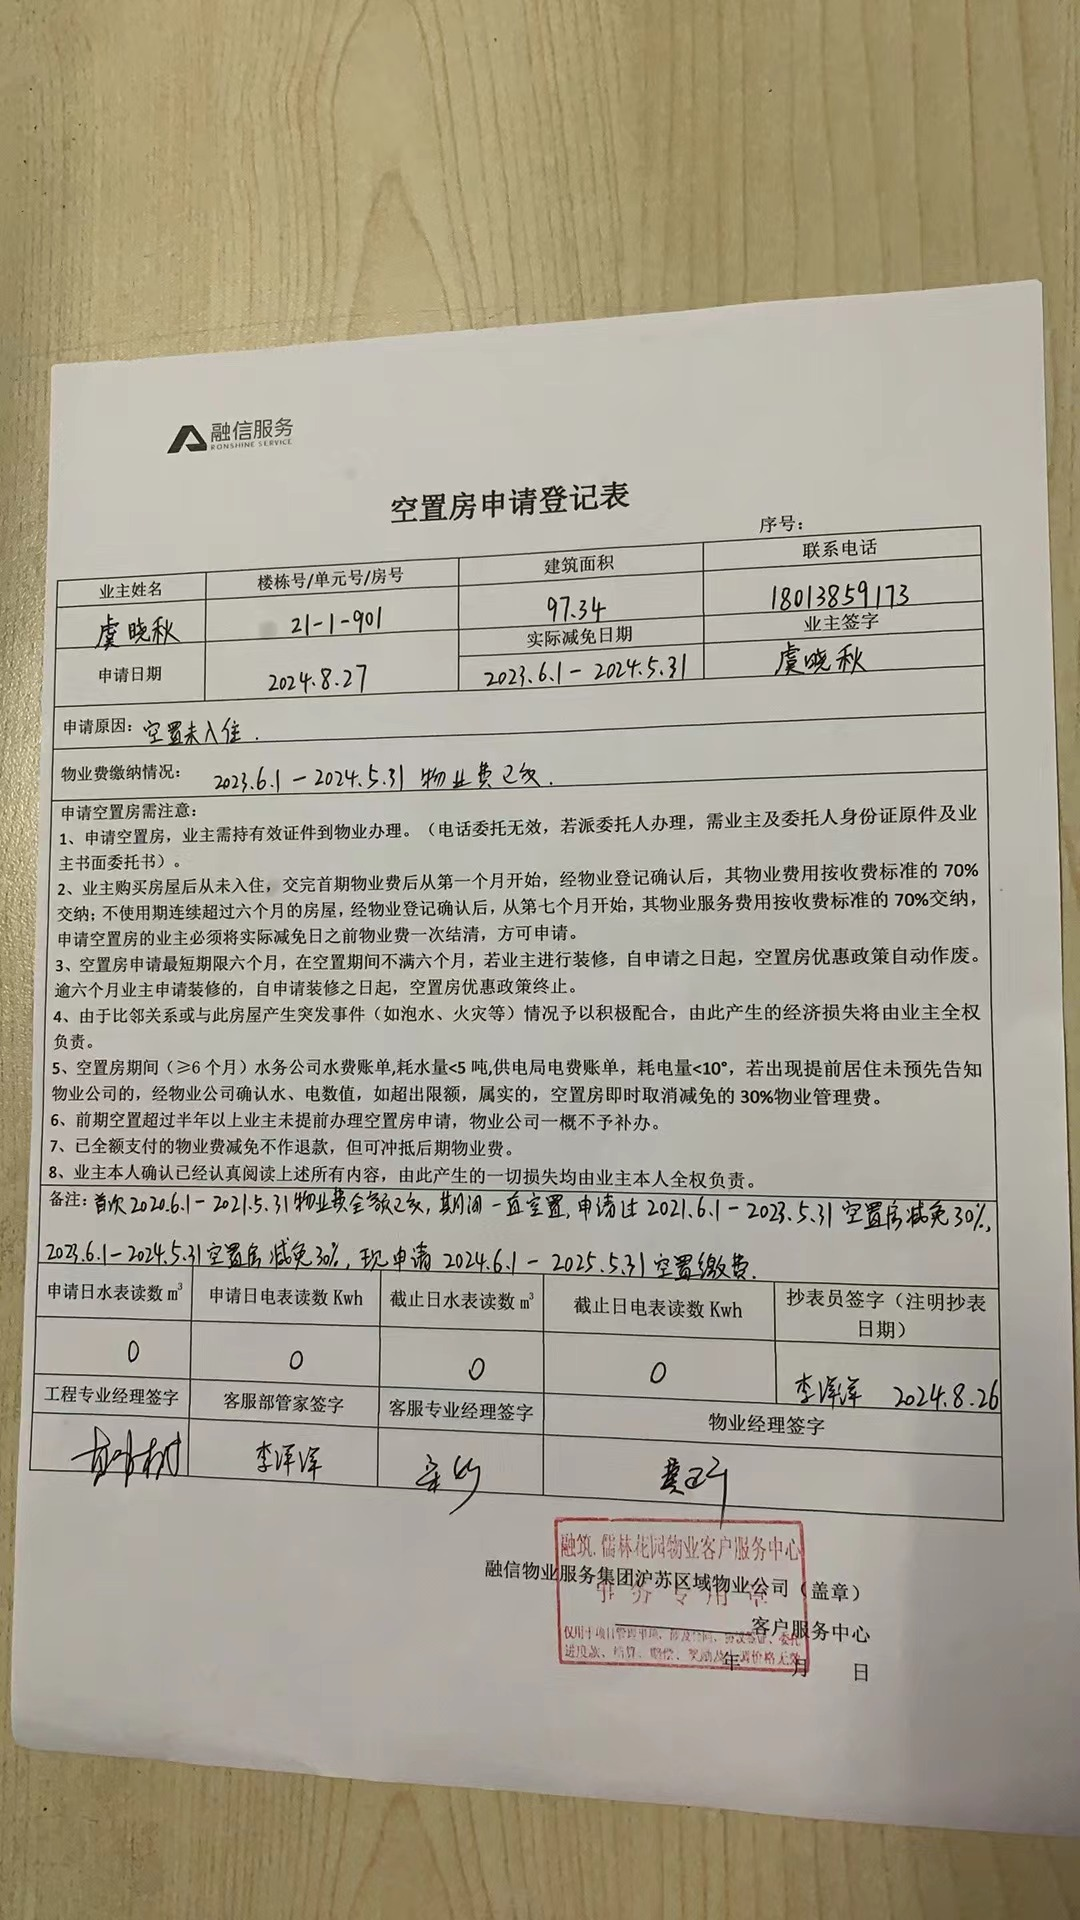 融信服务
RONSHINE SERVICE
空置房申请登记表
序号：
业主姓名 楼栋号/单元号/房号 建筑面积 联系电话
虞晓秋 21-1-901 97.34 18013859173
实际减免日期 业主签字
申请日期 2024.8.27 2023.6.1-2024.5.31 虞晓秋
申请原因：空置未入住.
物业费缴纳情况： 2023.6.1-2024.5.31 物业费已交.
申请空置房需注意：
1、申请空置房，业主需持有效证件到物业办理。（电话委托无效，若派委托人办理，需业主及委托人身份证原件及业
主书面委托书）。
2、业主购买房屋后从未入住，交完首期物业费后从第一个月开始，经物业登记确认后，其物业费用按收费标准的 70%
交纳；不使用期连续超过六个月的房屋，经物业登记确认后，从第七个月开始，其物业服务费用按收费标准的 70%交纳，
申请空置房的业主必须将实际减免日之前物业费一次结清，方可申请。
3、空置房申请最短期限六个月，在空置期间不满六个月，若业主进行装修，自申请之日起，空置房优惠政策自动作废。
逾六个月业主申请装修的，自申请装修之日起，空置房优惠政策终止。
4、由于比邻关系或与此房屋产生突发事件（如泡水、火灾等）情况予以积极配合，由此产生的经济损失将由业主全权
负责。
5、空置房期间（≥6 个月）水务公司水费账单,耗水量<5 吨,供电局电费账单，耗电量<10°，若出现提前居住未预先告知
物业公司的，经物业公司确认水、电数值，如超出限额，属实的，空置房即时取消减免的 30%物业管理费。
6、前期空置超过半年以上业主未提前办理空置房申请，物业公司一概不予补办。
7、已全额支付的物业费减免不作退款，但可冲抵后期物业费。
8、业主本人确认已经认真阅读上述所有内容，由此产生的一切损失均由业主本人全权负责。
备注：首次2020.6.1-2021.5.31物业费全额已交，期间一直空置，申请过2021.6.1-2023.5.31空置房减免30%，
2023.6.1-2024.5.31空置房减免30%，现申请 2024.6.1-2025.5.31空置缴费.
申请日水表读数 m³ 申请日电表读数 Kwh 截止日水表读数 m³ 截止日电表读数 Kwh 抄表员签字（注明抄表
日期）
0 0 0 0 李洋洋 2024.8.26
工程专业经理签字 客服部管家签字 客服专业经理签字 物业经理签字
李洋洋
融筑.儒林花园物业客户服务中心
融信物业服务集团沪苏区域物业公司（盖章）
事务专用章
客户服务中心
年 月 日